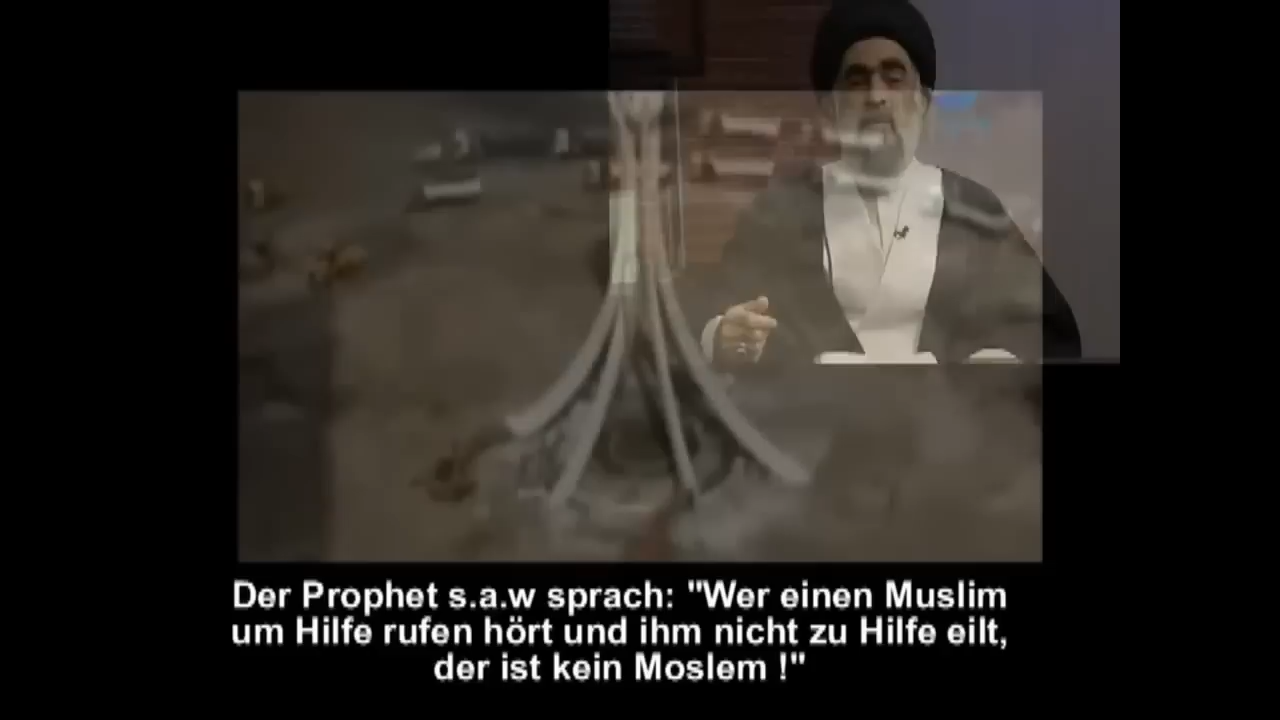 Der Prophet s.a.w sprach: "Wer einen Muslim
um Hilfe rufen hört und ihm nicht zu Hilfe eilt,
der ist kein Moslem !"